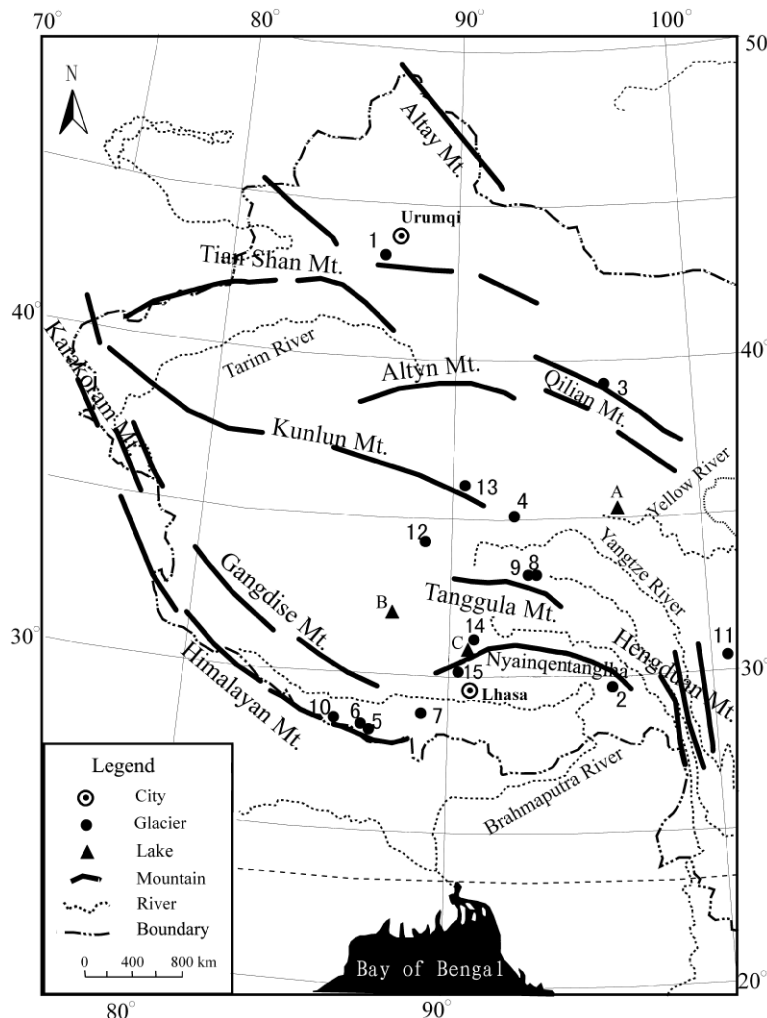 70° 80° 90° 100°
50
N
Altay Mt.
Urumqi
1
Tian Shan Mt.
40°
40°
Karakoram Mt.
Tarim River
Altyn Mt.
3
Qilian Mt.
Kunlun Mt.
13
4
A
Yellow River
12
9 8
Yangtze River
Gangdise Mt.
B
Tanggula Mt.
14
C
11
30°
30°
Nyainqentanglha
Hengduan Mt.
15
Lhasa
2
Himalayan Mt.
10 6 5 7
Brahmaputra River
Legend
City
Glacier
Lake
Mountain
River
Boundary
0 400 800 km
Bay of Bengal
20°
80° 90°